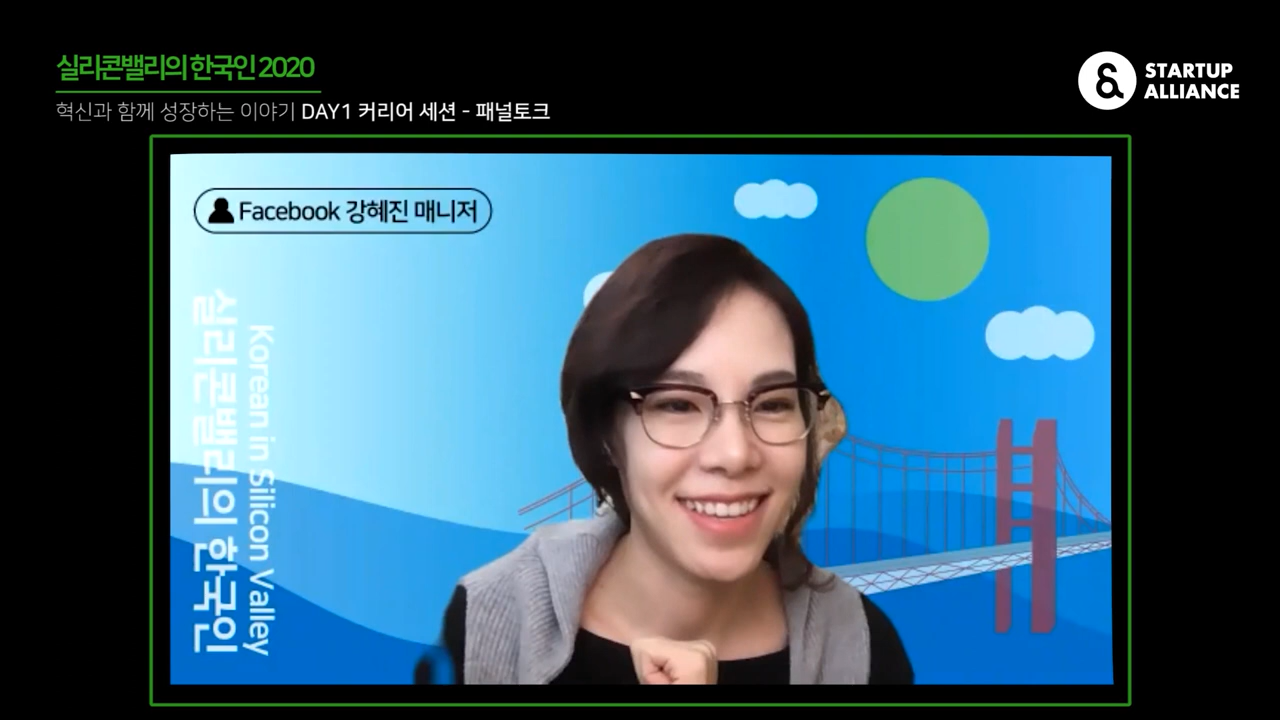 실리콘밸리의 한국인 2020
혁신과 함께 성장하는 이야기 DAY1 커리어 세션 - 패널토크
STARTUP
ALLIANCE
Facebook 강혜진 매니저
Korean in Silicon Valley
실리콘밸리의 한국인